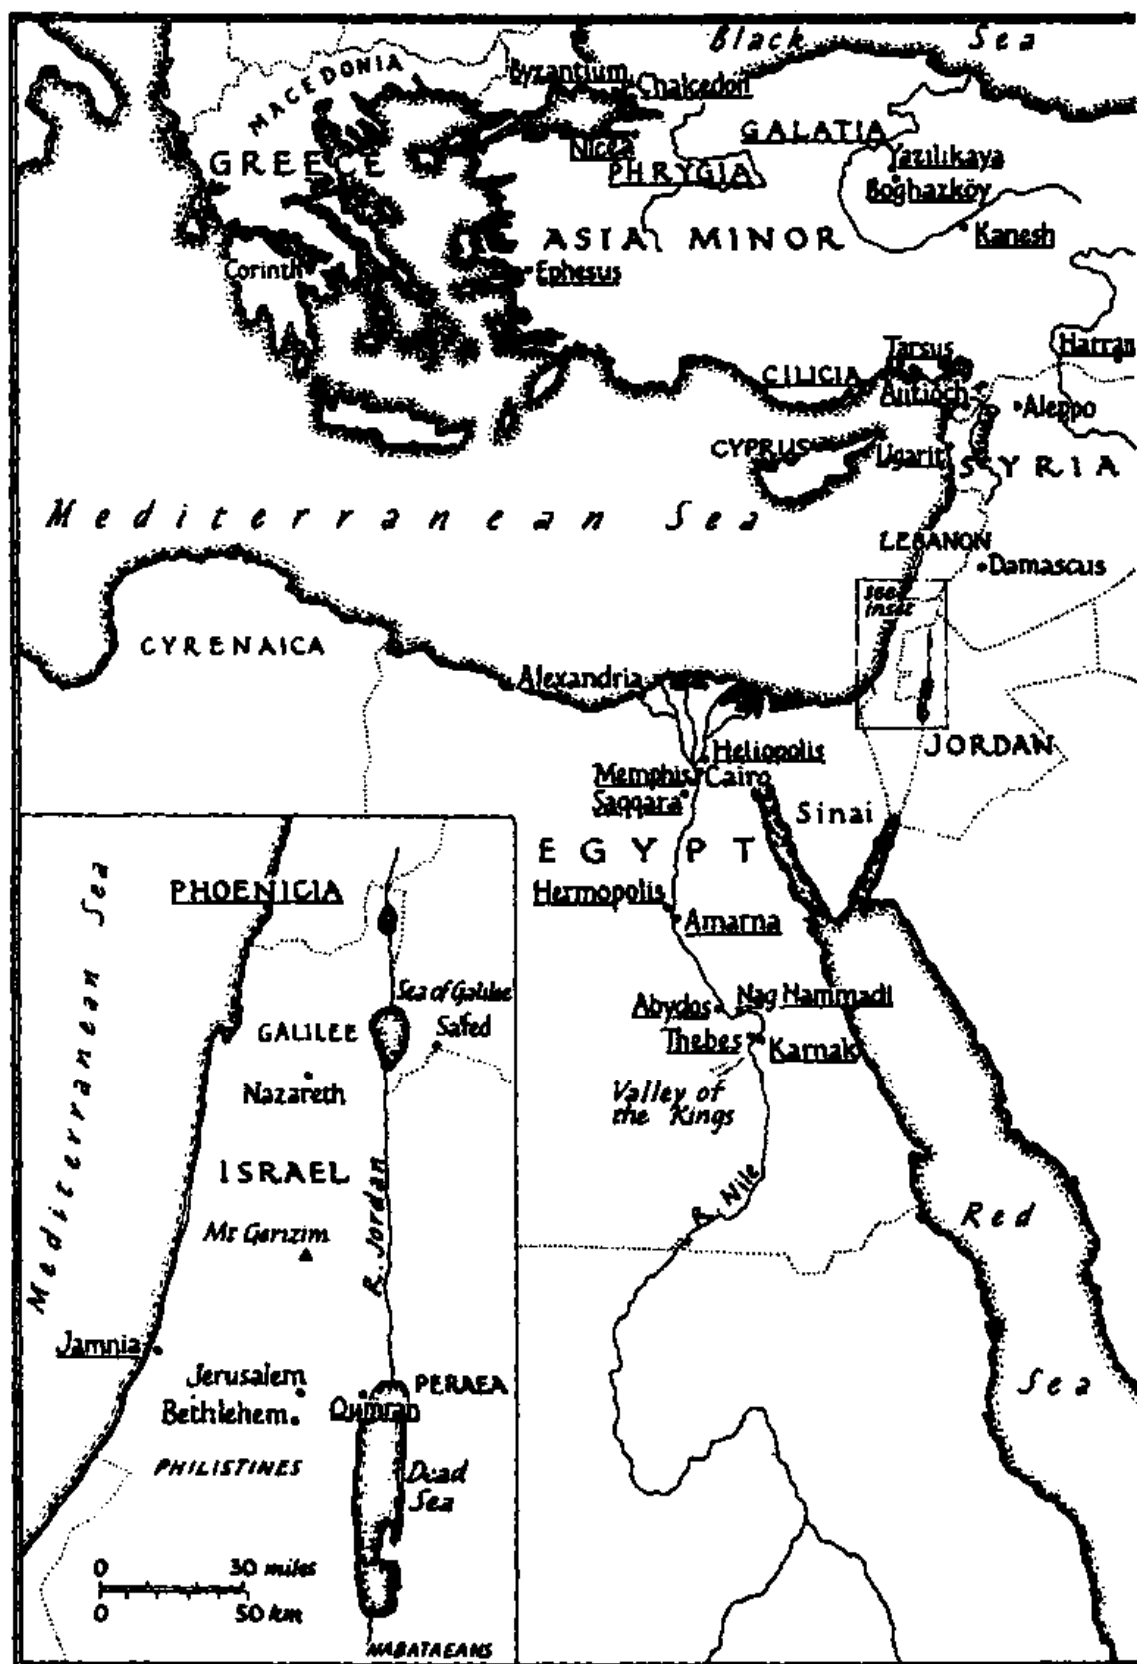 Black Sea
MACEDONIA
Byzantium
Chalcedon
GREECE
Nicea
GALATIA
PHRYGIA
Yazilikaya
Boghazköy
ASIA MINOR
Kanesh
Corinth
Ephesus
Tarsus
Harran
CILICIA
Antioch
Aleppo
CYPRUS
Ugarit
SYRIA
Mediterranean Sea
LEBANON
Damascus
see
inset
CYRENAICA
Alexandria
JORDAN
Heliopolis
Memphis
Cairo
Saqqara
Sinai
EGYPT
Hermopolis
Amarna
Abydos
Nag Hammadi
Thebes
Karnak
Valley of
the Kings
R. Nile
Red
Sea
Mediterranean Sea
PHOENICIA
Sea of Galilee
GALILEE
Safed
Nazareth
ISRAEL
R. Jordan
Mt Gerizim
Jamnia
Jerusalem
PERAEA
Bethlehem
Qumran
PHILISTINES
Dead
Sea
0 30 miles
0 50 km
NABATAEANS